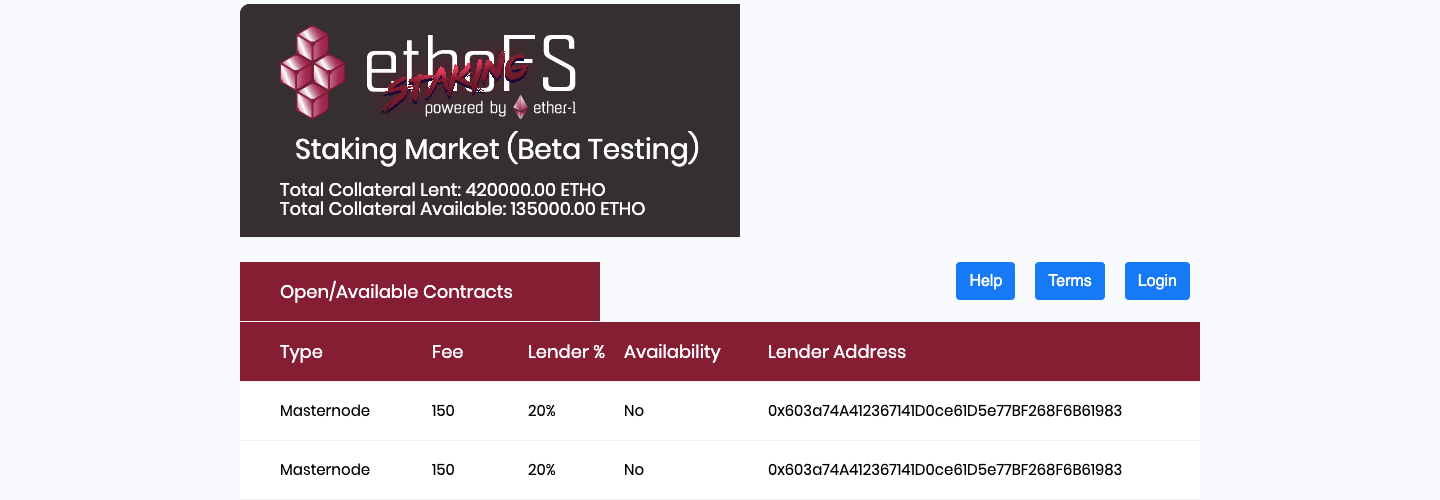 ethoFS
STAKING
powered by ether-1
Staking Market (Beta Testing)
Total Collateral Lent: 420000.00 ETHO
Total Collateral Available: 135000.00 ETHO
Open/Available Contracts
Help Terms Login
Type Fee Lender % Availability Lender Address
Masternode 150 20% No 0x603a74A412367141D0ce61D5e77BF268F6B61983
Masternode 150 20% No 0x603a74A412367141D0ce61D5e77BF268F6B61983